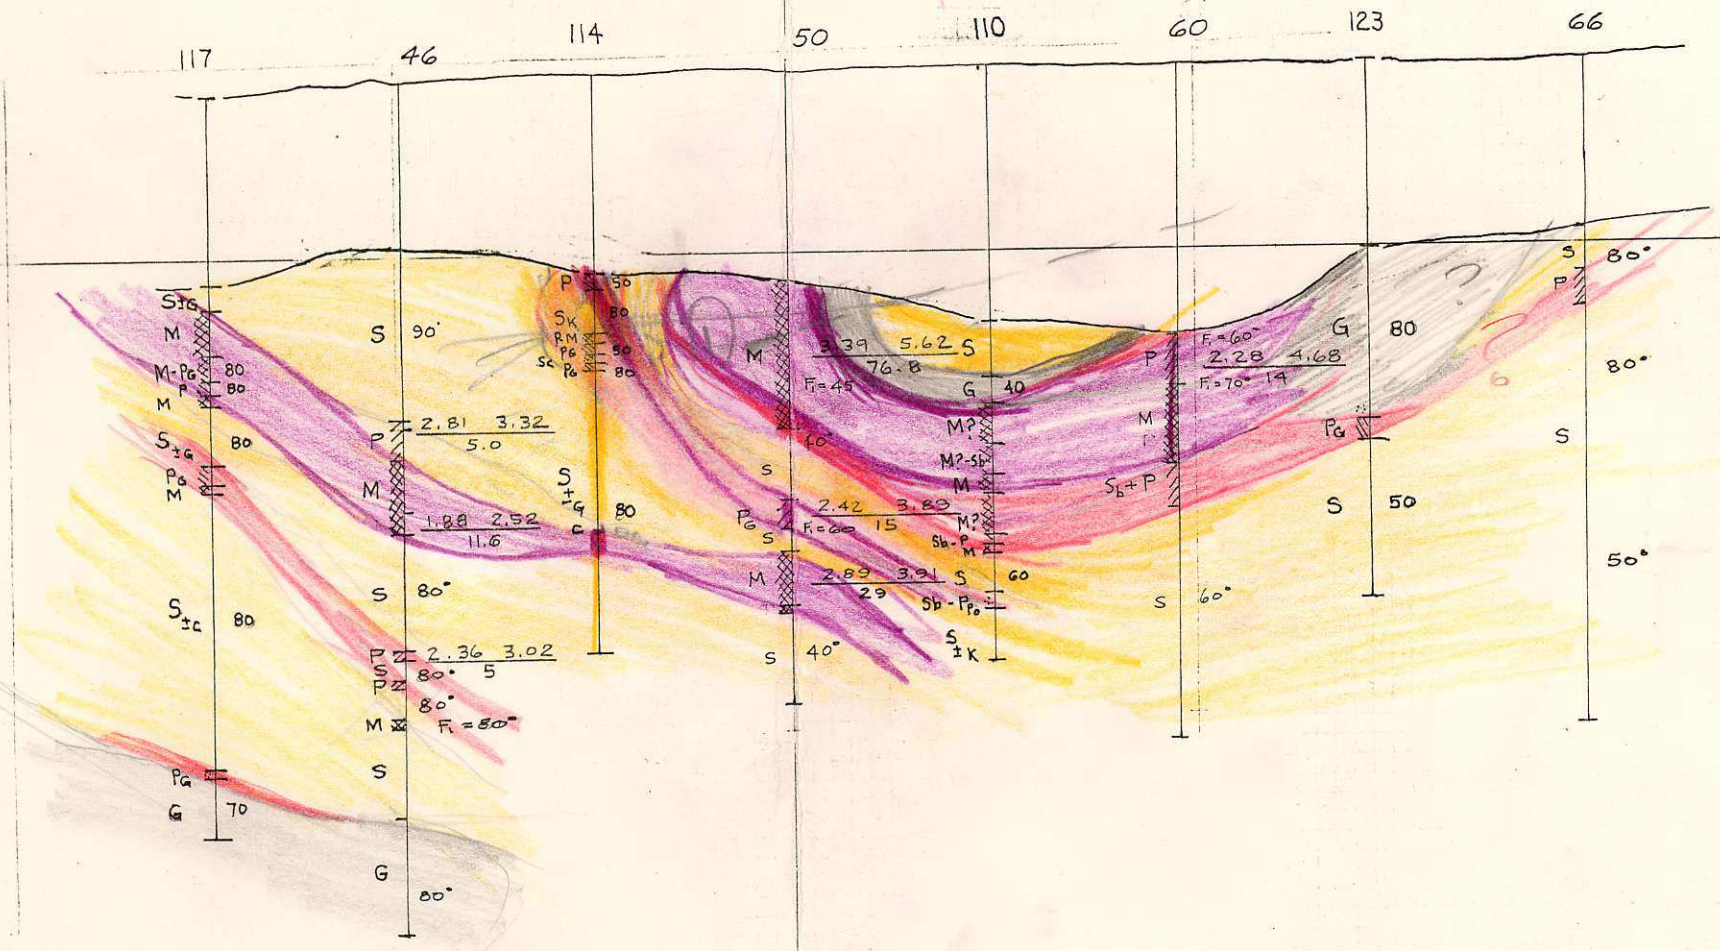 117
46
114
50
110
60
123
66
S±G
M
M-PG 80
P 80
M
S±G 80
PG
M
S±C 80
PG
G 70
S 90°
P 2.81 3.32
5.0
M
1.88 2.52
11.6
S 80°
P 2.36 3.02
S 80° 5
P
80°
M F1=80°
S
G
80°
P 50
SK 80
RM
PG 50
SC
PG 80
S±G 80
C
M
3.39 5.62
76.8
F1=45
S
PG 2.42 3.89
F1=60 15
S
M 2.89 3.91
29
S 40°
S
G 40
M?
M?-Sb
M
M?
Sb-P
M
S 60
Sb-PPo
S±K
P F1=60°
2.28 4.68
F1=70° 14
M
Sb+P
S 60°
G 80
?
PG
S 50
S 80°
P
80°
S
50°